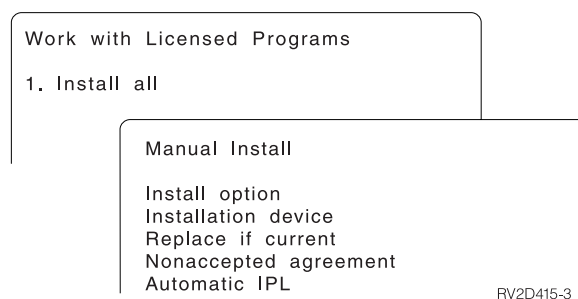 Work with Licensed Programs
1. Install all
Manual Install
Install option
Installation device
Replace if current
Nonaccepted agreement
Automatic IPL
RV2D415-3